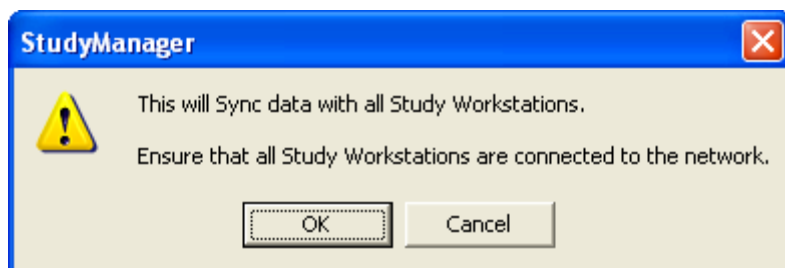 StudyManager
This will Sync data with all Study Workstations.
Ensure that all Study Workstations are connected to the network.
OK
Cancel